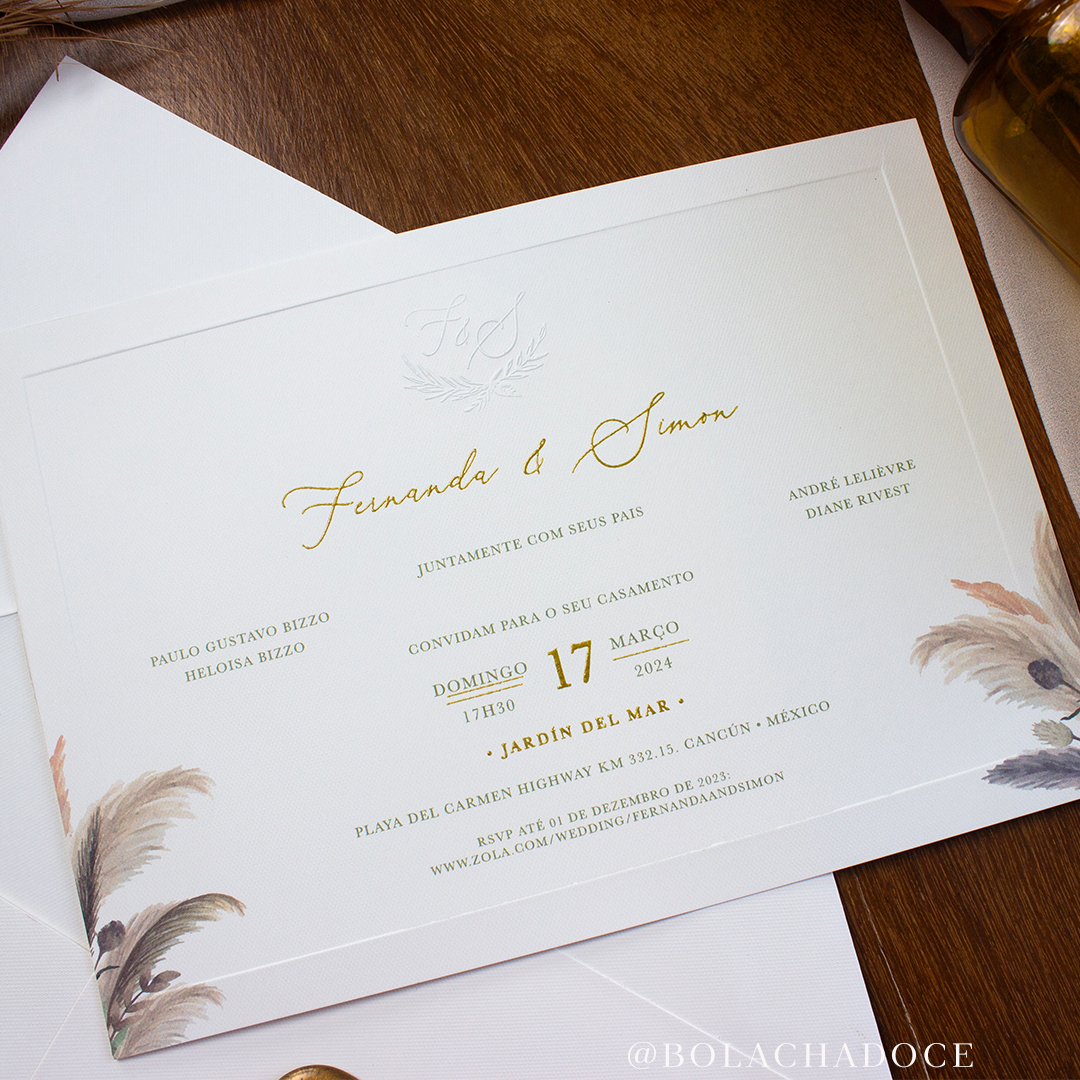 F & S
Fernanda & Simon
JUNTAMENTE COM SEUS PAIS
PAULO GUSTAVO BIZZO
HELOISA BIZZO
ANDRÉ LELIÈVRE
DIANE RIVEST
CONVIDAM PARA O SEU CASAMENTO
DOMINGO 17 MARÇO
17H30 2024
• JARDÍN DEL MAR •
PLAYA DEL CARMEN HIGHWAY KM 332.15. CANCÚN • MÉXICO
RSVP ATÉ 01 DE DEZEMBRO DE 2023:
WWW.ZOLA.COM/WEDDING/FERNANDAANDSIMON
@BOLACHADOCE